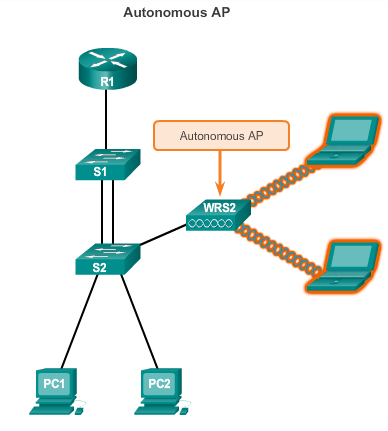 Autonomous AP
R1
Autonomous AP
S1
WRS2
S2
PC1
PC2